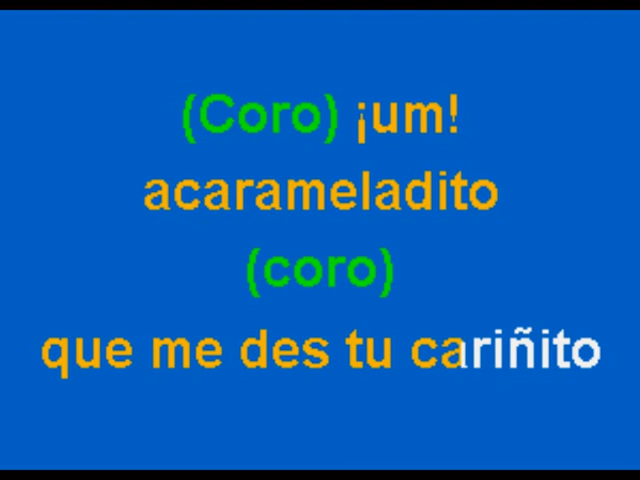 (Coro) ¡um!
acarameladito
(coro)
que me des tu cariñito